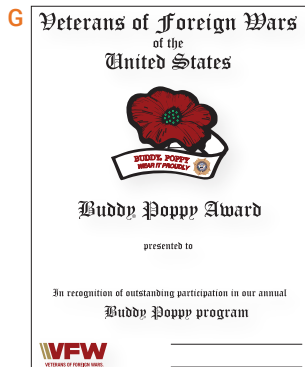 G
Veterans of Foreign Wars
of the
United States
BUDDY. POPPY
WEAR IT PROUDLY
Buddy Poppy Award
presented to
In recognition of outstanding participation in our annual
Buddy Poppy program
VFW
VETERANS OF FOREIGN WARS.